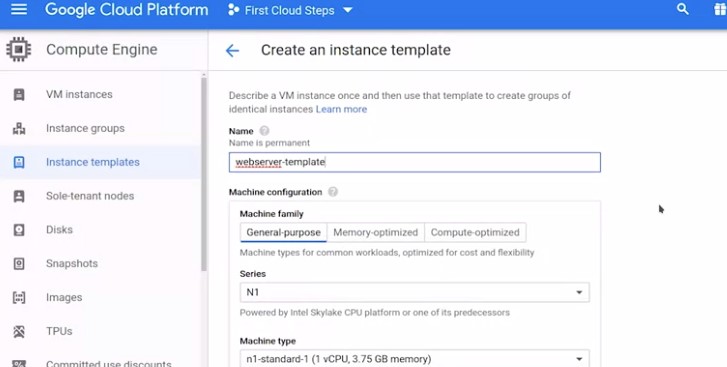 Google Cloud Platform
First Cloud Steps
Compute Engine
Create an instance template
VM instances
Instance groups
Instance templates
Sole-tenant nodes
Disks
Snapshots
Images
TPUs
Committed use discounts
Describe a VM instance once and then use that template to create groups of
identical instances Learn more
Name
Name is permanent
webserver-template
Machine configuration
Machine family
General-purpose Memory-optimized Compute-optimized
Machine types for common workloads, optimized for cost and flexibility
Series
N1
Powered by Intel Skylake CPU platform or one of its predecessors
Machine type
n1-standard-1 (1 vCPU, 3.75 GB memory)